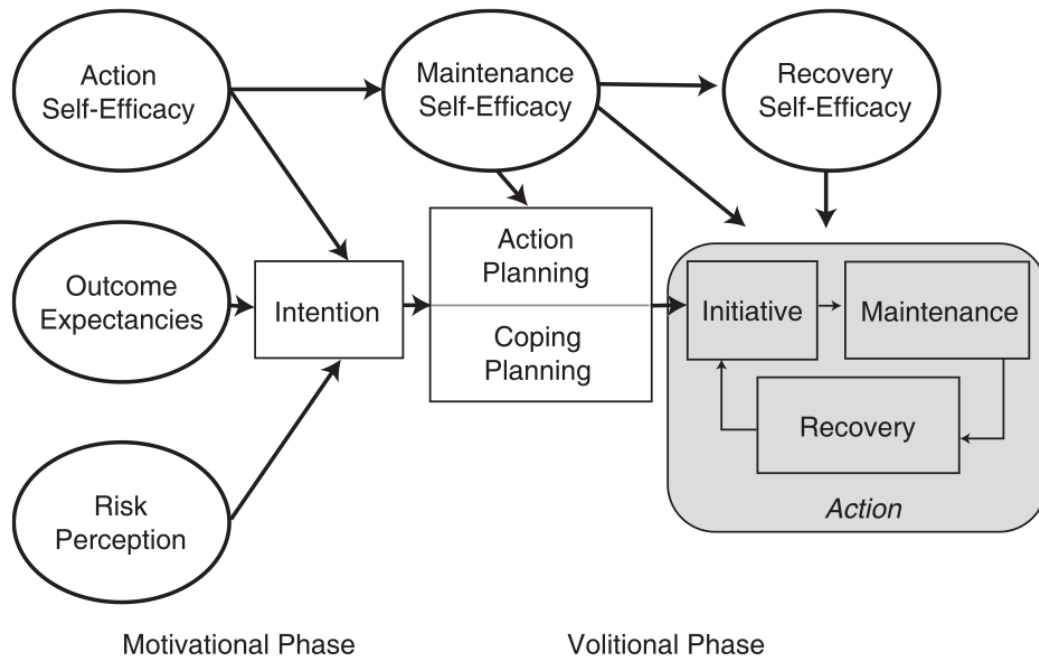 Action
Self-Efficacy
Maintenance
Self-Efficacy
Recovery
Self-Efficacy
Outcome
Expectancies
Intention
Action
Planning
Coping
Planning
Initiative
Maintenance
Recovery
Action
Risk
Perception
Motivational Phase
Volitional Phase